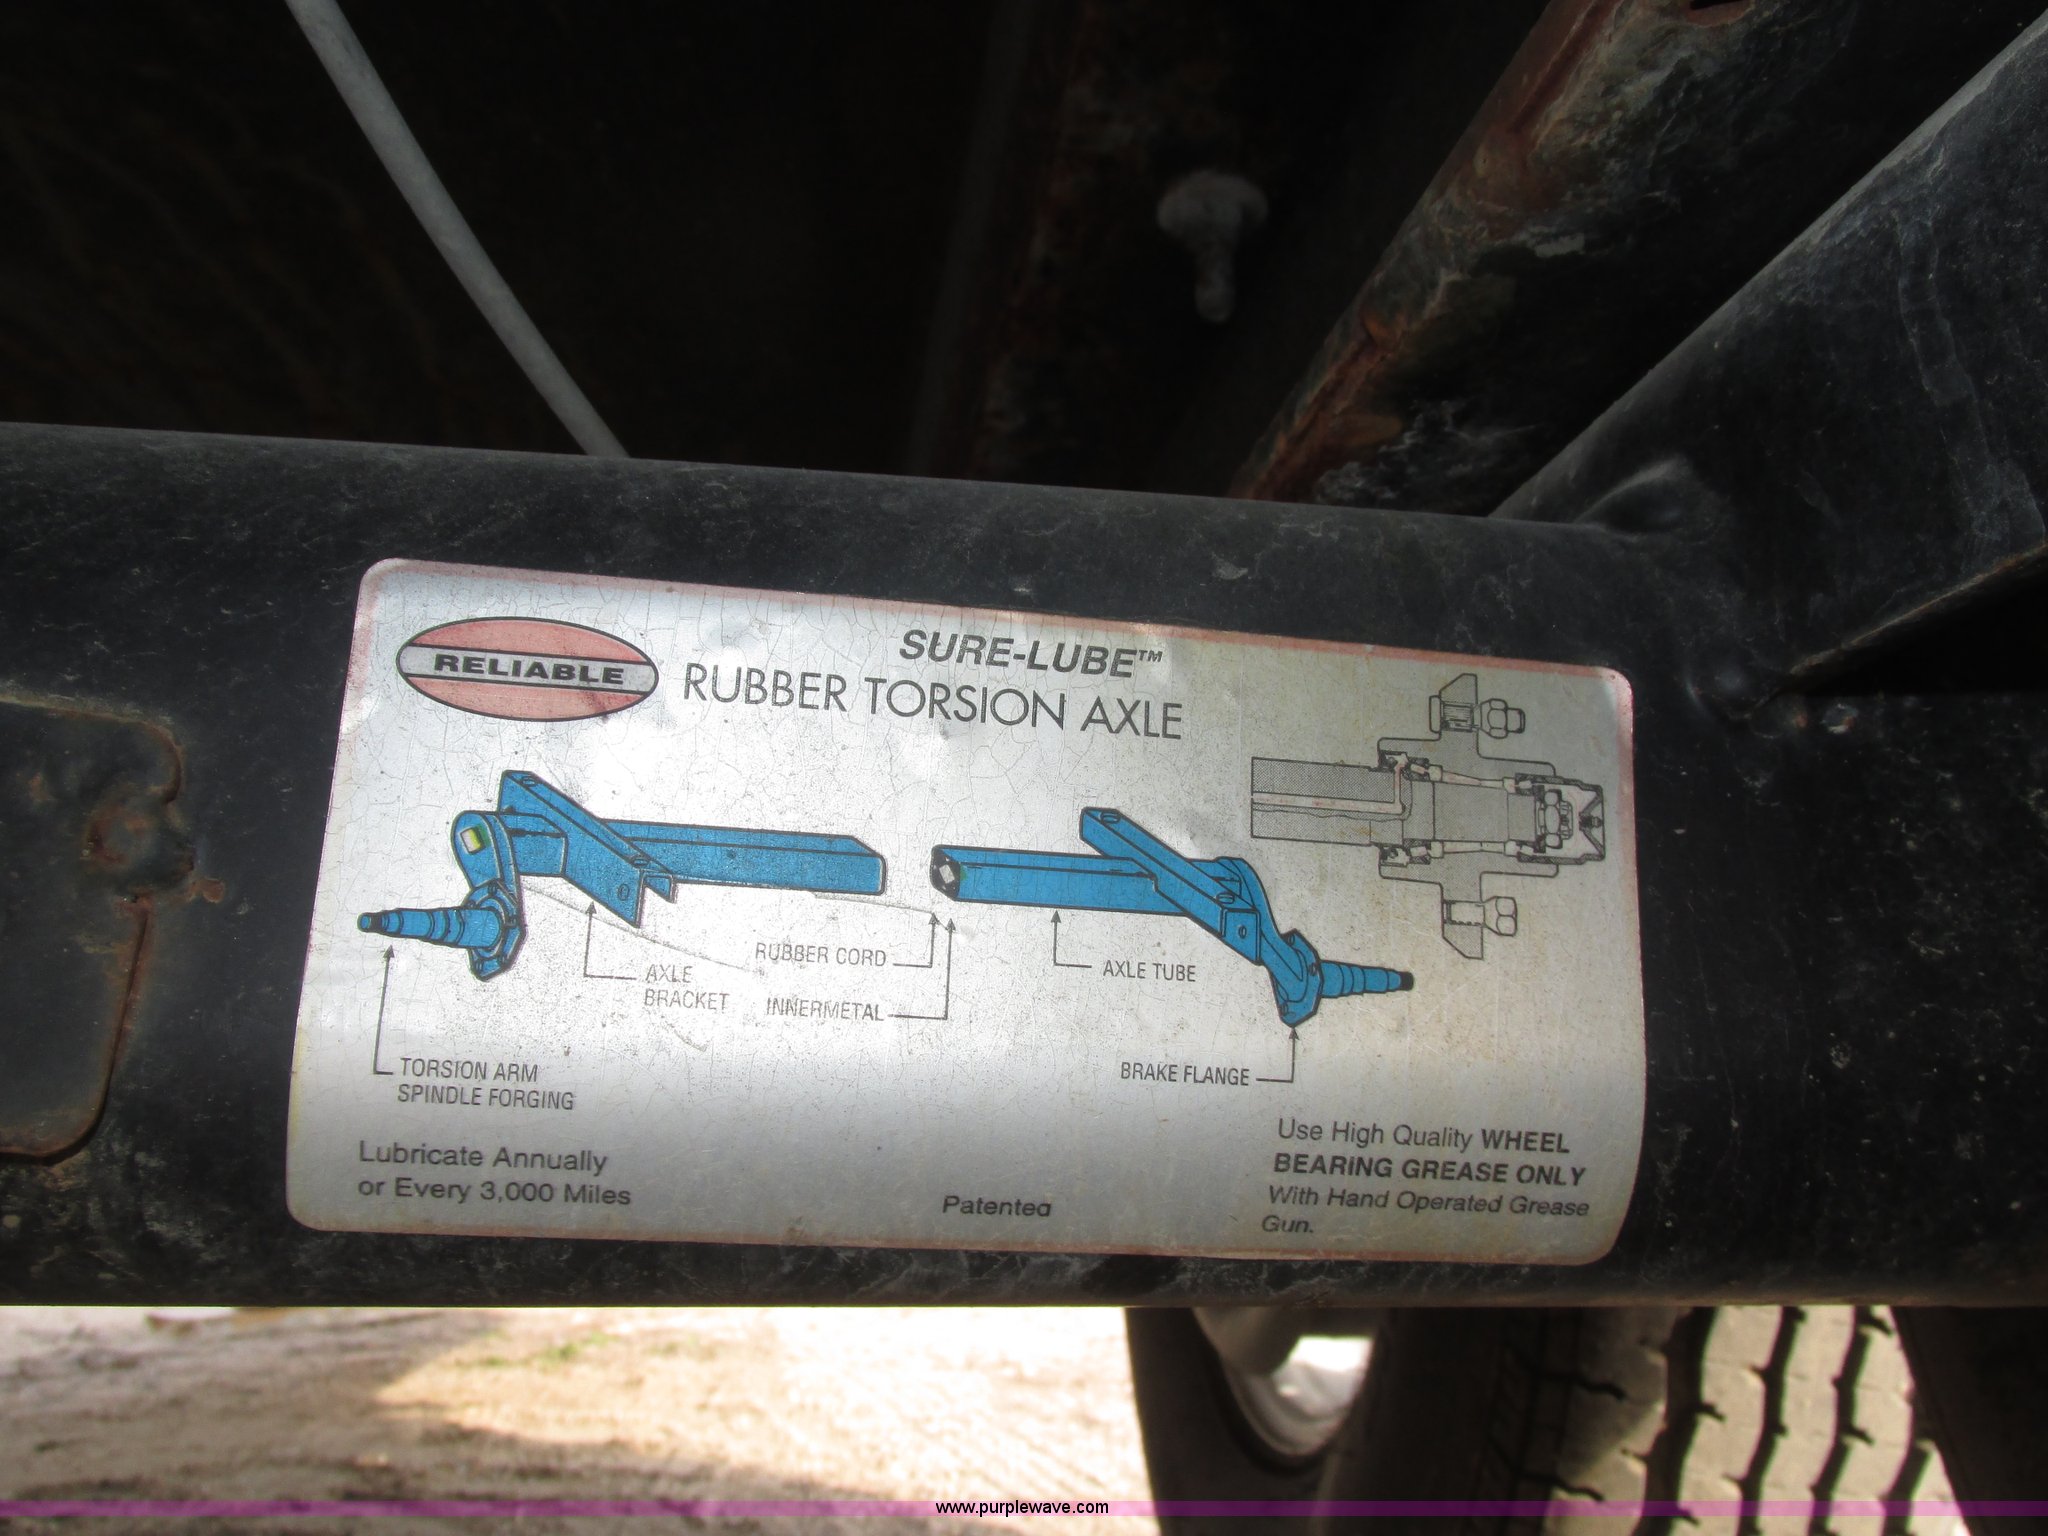 RELIABLE
SURE-LUBE™
RUBBER TORSION AXLE
RUBBER CORD
AXLE
BRACKET
INNERMETAL
AXLE TUBE
TORSION ARM
SPINDLE FORGING
BRAKE FLANGE
Lubricate Annually
or Every 3,000 Miles
Patented
Use High Quality WHEEL
BEARING GREASE ONLY
With Hand Operated Grease
Gun.
www.purplewave.com